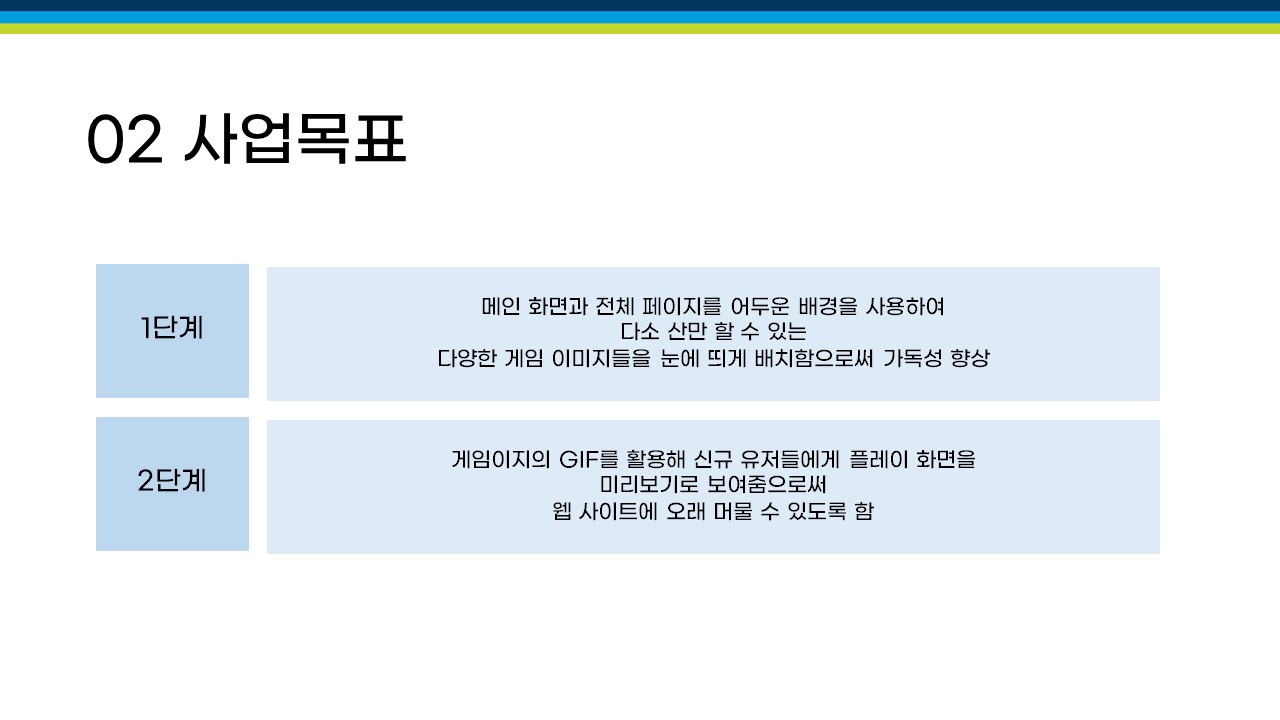 02 사업목표
1단계
메인 화면과 전체 페이지를 어두운 배경을 사용하여
다소 산만 할 수 있는
다양한 게임 이미지들을 눈에 띄게 배치함으로써 가독성 향상
2단계
게임이지의 GIF를 활용해 신규 유저들에게 플레이 화면을
미리보기로 보여줌으로써
웹 사이트에 오래 머물 수 있도록 함